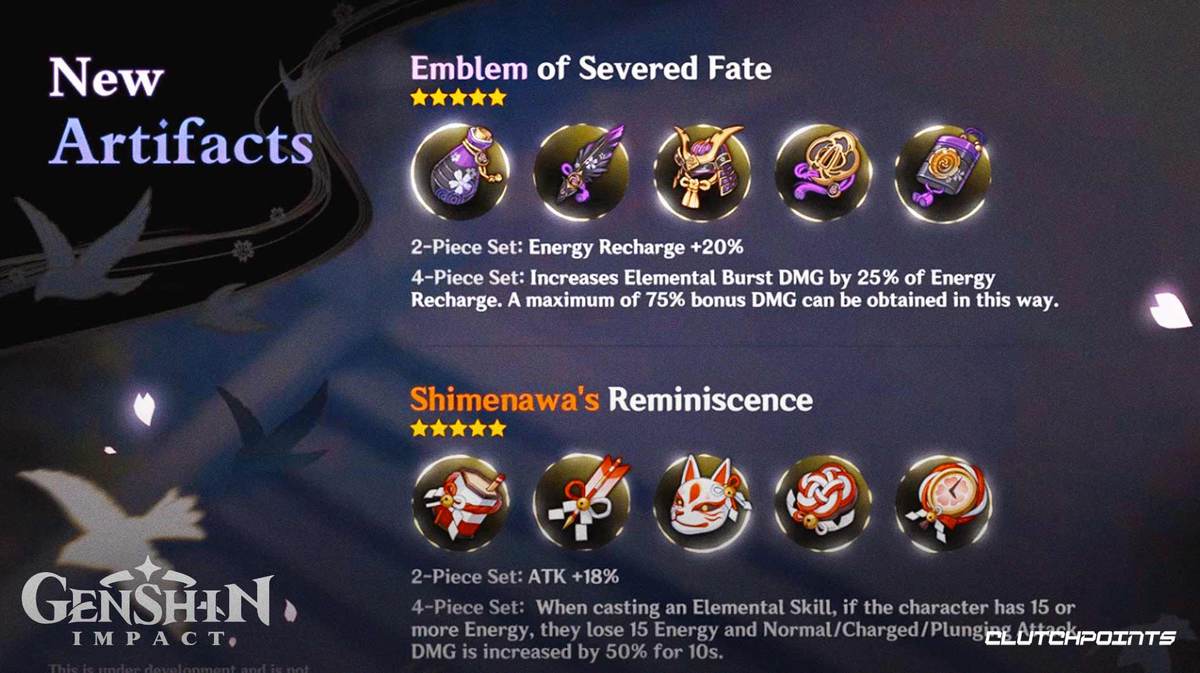 New
Artifacts
Emblem of Severed Fate
2-Piece Set: Energy Recharge +20%
4-Piece Set: Increases Elemental Burst DMG by 25% of Energy
Recharge. A maximum of 75% bonus DMG can be obtained in this way.
Shimenawa's Reminiscence
2-Piece Set: ATK +18%
4-Piece Set: When casting an Elemental Skill, if the character has 15 or
more Energy, they lose 15 Energy and Normal/Charged/Plunging Attack
DMG is increased by 50% for 10s.
GENSHIN
IMPACT
CLUTCHPOINTS
This is under development and is not